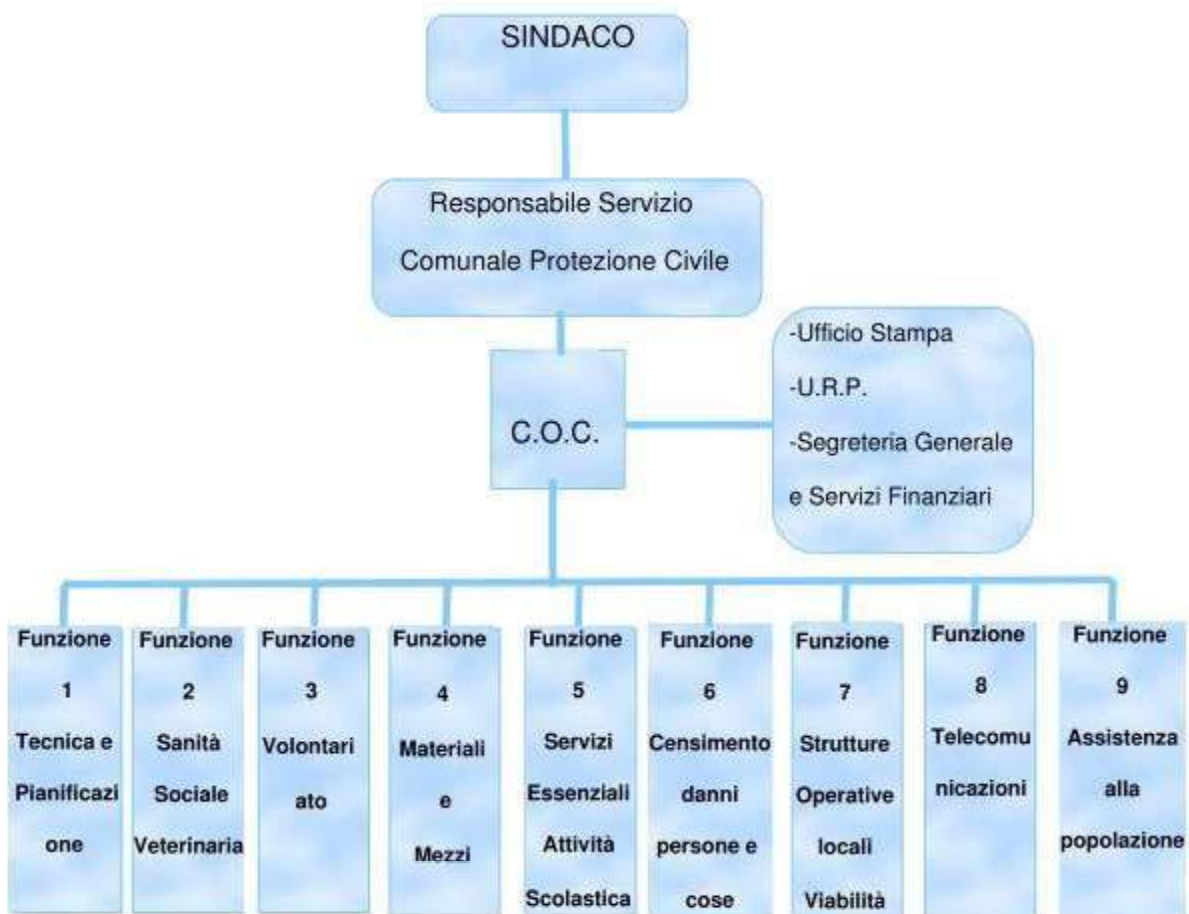 SINDACO
Responsabile Servizio
Comunale Protezione Civile
C.O.C.
-Ufficio Stampa
-U.R.P.
-Segreteria Generale
e Servizi Finanziari
Funzione
1
Tecnica e
Pianificazi
one
Funzione
2
Sanità
Sociale
Veterinaria
Funzione
3
Volontari
ato
Funzione
4
Materiali
e
Mezzi
Funzione
5
Servizi
Essenziali
Attività
Scolastica
Funzione
6
Censimento
danni
persone e
cose
Funzione
7
Strutture
Operative
locali
Viabilità
Funzione
8
Telecomu
nicazioni
Funzione
9
Assistenza
alla
popolazione